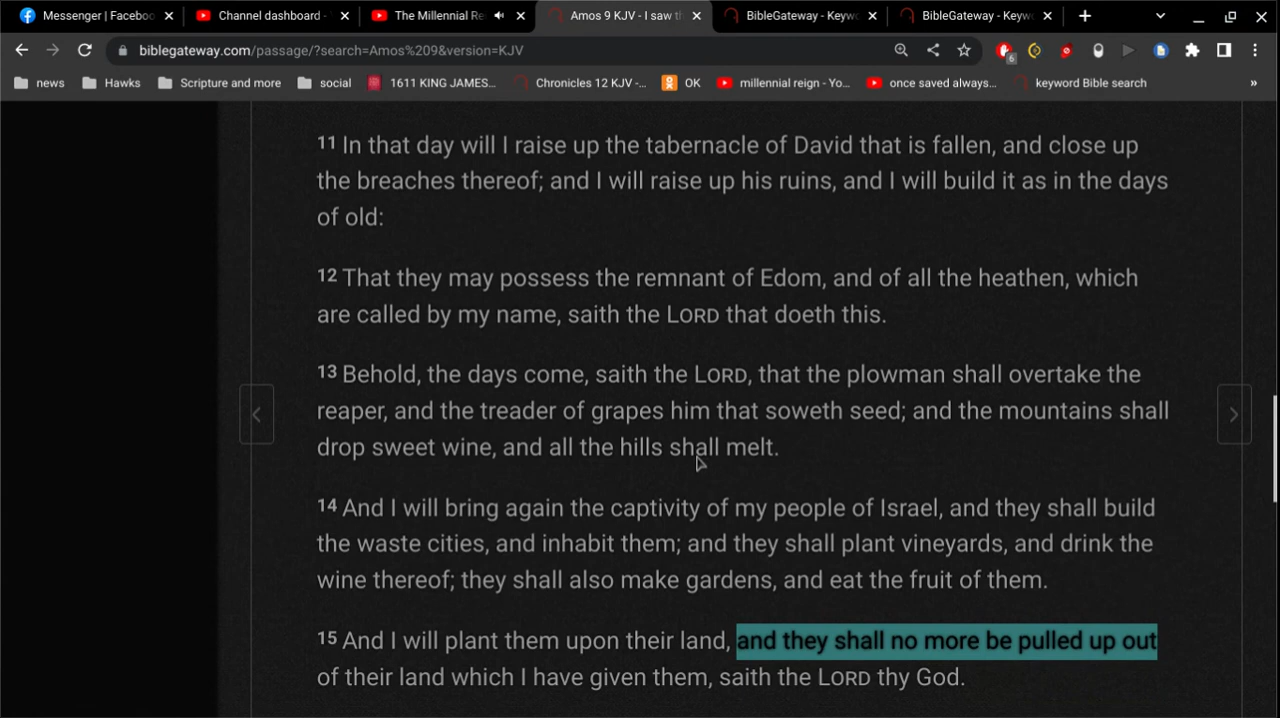 Messenger | Faceboo
Channel dashboard -
The Millennial Re
Amos 9 KJV - I saw th
BibleGateway - Keyw
BibleGateway - Keyw
biblegateway.com/passage/?search=Amos%209&version=KJV
6
news
Hawks
Scripture and more
social
1611 KING JAMES...
Chronicles 12 KJV -...
OK
millennial reign - Yo...
once saved always...
keyword Bible search
»
11 In that day will I raise up the tabernacle of David that is fallen, and close up
the breaches thereof; and I will raise up his ruins, and I will build it as in the days
of old:
12 That they may possess the remnant of Edom, and of all the heathen, which
are called by my name, saith the LORD that doeth this.
13 Behold, the days come, saith the LORD, that the plowman shall overtake the
reaper, and the treader of grapes him that soweth seed; and the mountains shall
drop sweet wine, and all the hills shall melt.
14 And I will bring again the captivity of my people of Israel, and they shall build
the waste cities, and inhabit them; and they shall plant vineyards, and drink the
wine thereof; they shall also make gardens, and eat the fruit of them.
15 And I will plant them upon their land, and they shall no more be pulled up out
of their land which I have given them, saith the LORD thy God.